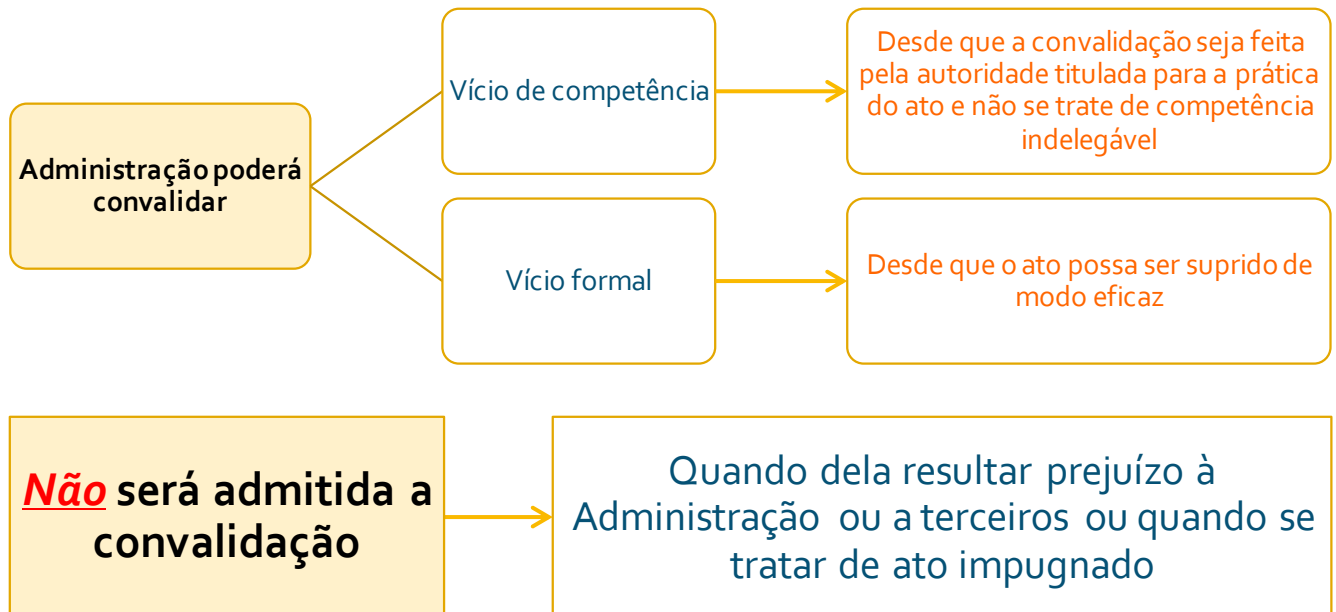 Administração poderá
convalidar
Vício de competência
Desde que a convalidação seja feita
pela autoridade titulada para a prática
do ato e não se trate de competência
indelegável
Vício formal
Desde que o ato possa ser suprido de
modo eficaz
Não será admitida a
convalidação
Quando dela resultar prejuízo à
Administração ou a terceiros ou quando se
tratar de ato impugnado